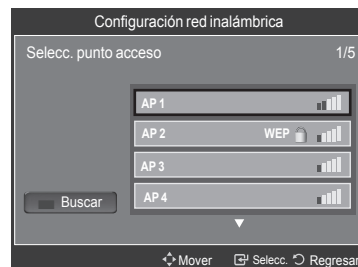 Configuración red inalámbrica
Selecc. punto acceso 1/5
AP 1
AP 2 WEP
AP 3
AP 4
Buscar
Mover Selecc. Regresar